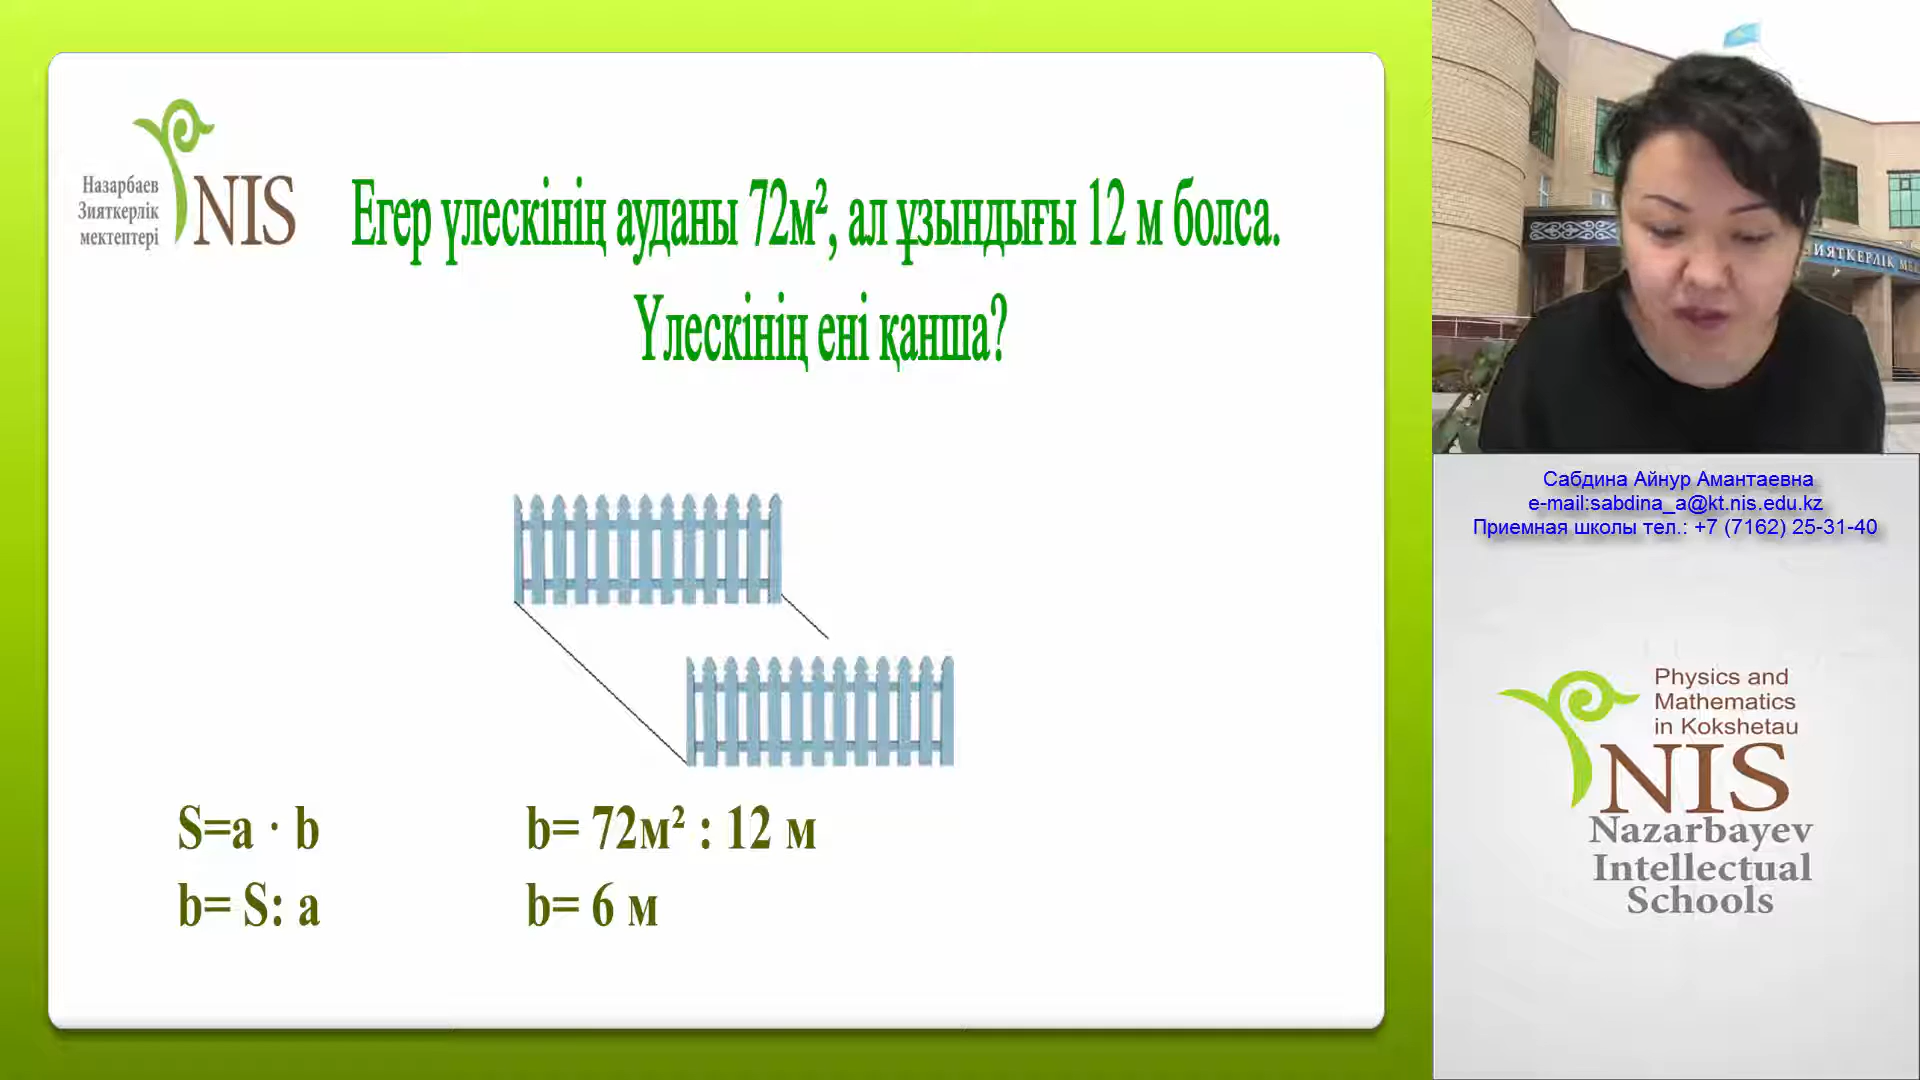 Назарбаев
Зияткерлік
мектептері
NIS
Егер үлескінің ауданы 72м², ал ұзындығы 12 м болса.
Үлескінің ені қанша?
S=a · b
b= S: a
b= 72м² : 12 м
b= 6 м
ИЯТКЕРЛІК МЕ
Сабдина Айнур Амантаевна
e-mail:sabdina_a@kt.nis.edu.kz
Приемная школы тел.: +7 (7162) 25-31-40
Physics and
Mathematics
in Kokshetau
NIS
Nazarbayev
Intellectual
Schools